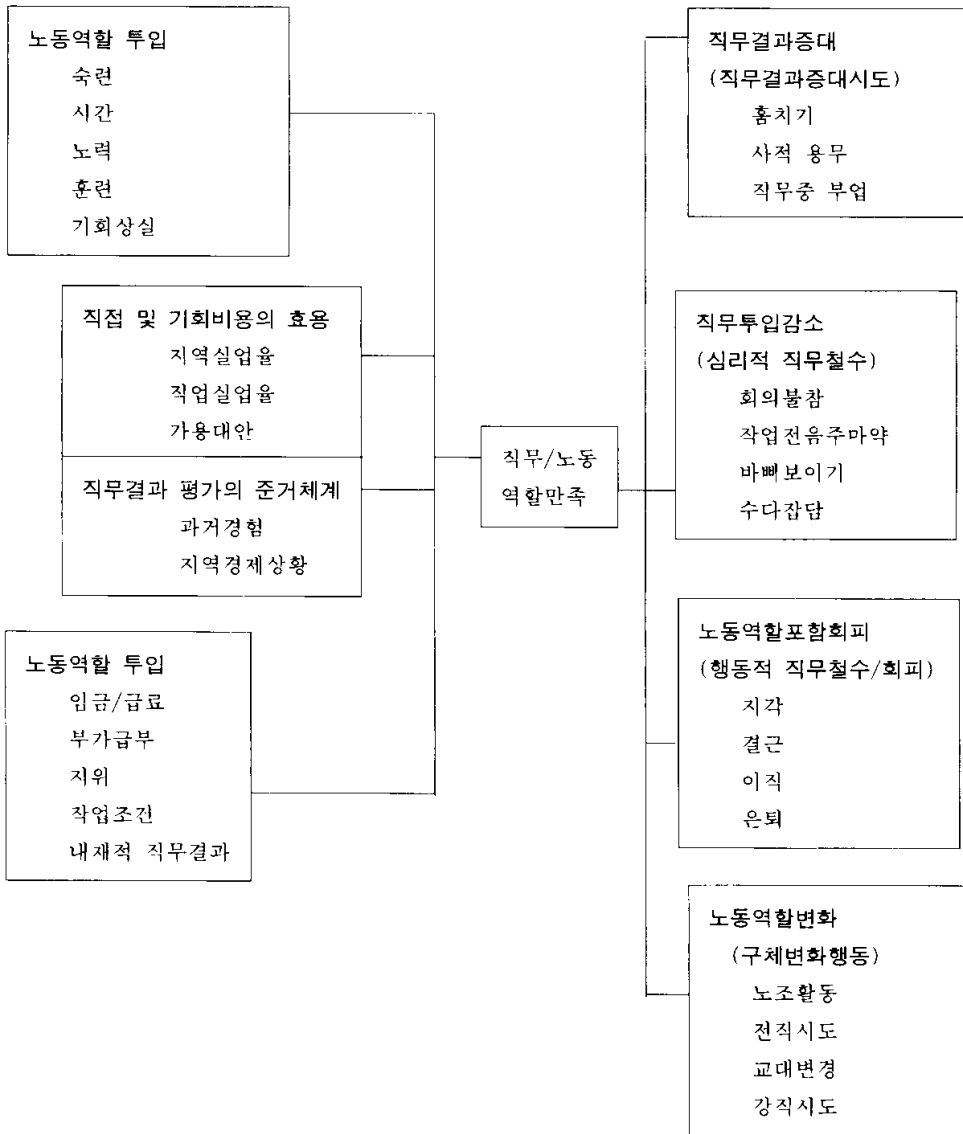 노동역할 투입
숙련
시간
노력
훈련
기회상실
직접 및 기회비용의 효용
지역실업율
직업실업율
가용대안
직무결과 평가의 준거체계
과거경험
지역경제상황
노동역할 투입
임금/급료
부가급부
지위
작업조건
내재적 직무결과
직무/노동
역할만족
직무결과증대
(직무결과증대시도)
훔치기
사적 용무
직무중 부업
직무투입감소
(심리적 직무철수)
회의불참
작업전음주마약
바빠보이기
수다잡담
노동역할포함회피
(행동적 직무철수/회피)
지각
결근
이직
은퇴
노동역할변화
(구체변화행동)
노조활동
전직시도
교대변경
강직시도